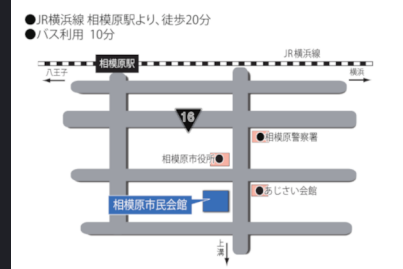 ●JR横浜線 相模原駅より、徒歩20分
●バス利用 10分
JR横浜線
相模原駅
八王子
横浜
16
相模原警察署
相模原市役所
あじさい会館
相模原市民会館
上溝